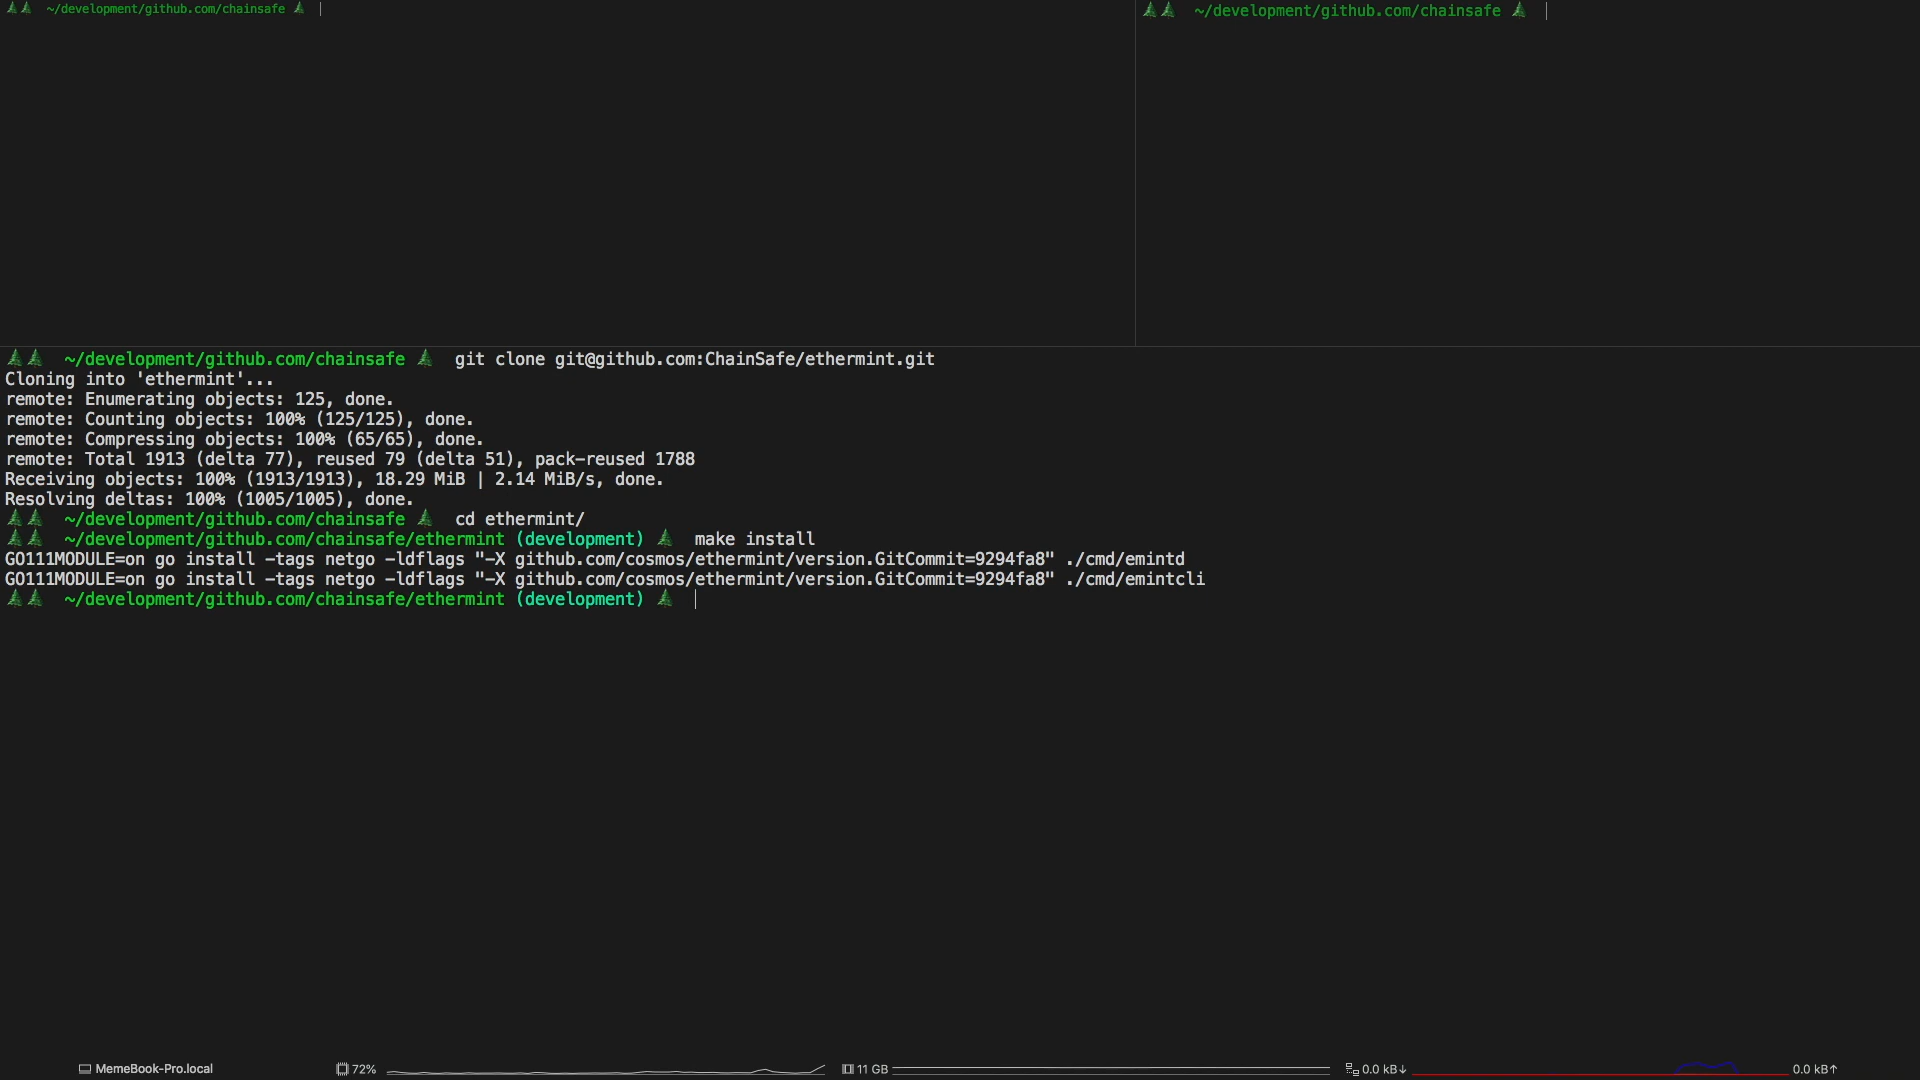 ~/development/github.com/chainsafe
~/development/github.com/chainsafe
~/development/github.com/chainsafe git clone git@github.com:ChainSafe/ethermint.git
Cloning into 'ethermint'...
remote: Enumerating objects: 125, done.
remote: Counting objects: 100% (125/125), done.
remote: Compressing objects: 100% (65/65), done.
remote: Total 1913 (delta 77), reused 79 (delta 51), pack-reused 1788
Receiving objects: 100% (1913/1913), 18.29 MiB | 2.14 MiB/s, done.
Resolving deltas: 100% (1005/1005), done.
~/development/github.com/chainsafe cd ethermint/
~/development/github.com/chainsafe/ethermint (development) make install
GO111MODULE=on go install -tags netgo -ldflags "-X github.com/cosmos/ethermint/version.GitCommit=9294fa8" ./cmd/emintd
GO111MODULE=on go install -tags netgo -ldflags "-X github.com/cosmos/ethermint/version.GitCommit=9294fa8" ./cmd/emintcli
~/development/github.com/chainsafe/ethermint (development)
MemeBook-Pro.local 72% 11 GB 0.0 kB↓ 0.0 kB↑